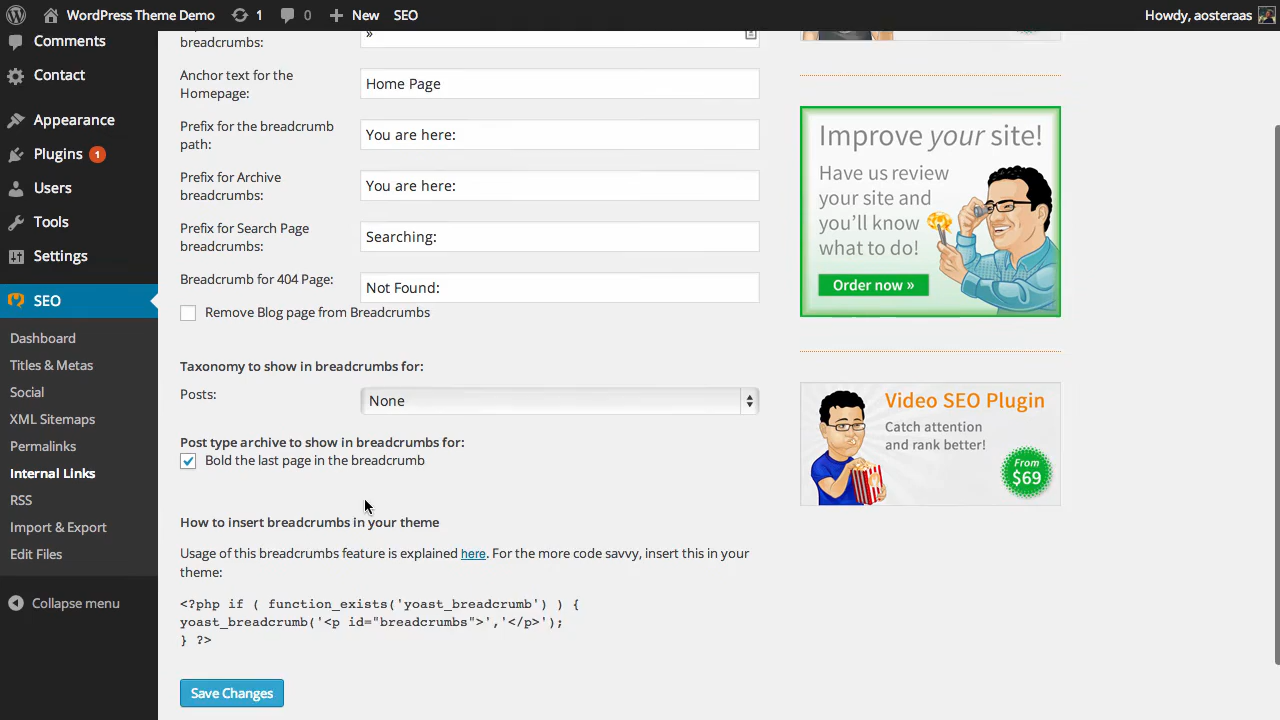 WordPress Theme Demo 1 0 New SEO Howdy, aosteraas
Comments
Contact
Appearance
Plugins 1
Users
Tools
Settings
SEO
Dashboard
Titles & Metas
Social
XML Sitemaps
Permalinks
Internal Links
RSS
Import & Export
Edit Files
Collapse menu
breadcrumbs: »
Anchor text for the
Homepage:
Home Page
Prefix for the breadcrumb
path:
You are here:
Prefix for Archive
breadcrumbs:
You are here:
Prefix for Search Page
breadcrumbs:
Searching:
Breadcrumb for 404 Page:
Not Found:
Remove Blog page from Breadcrumbs
Taxonomy to show in breadcrumbs for:
Posts: None
Post type archive to show in breadcrumbs for:
Bold the last page in the breadcrumb
How to insert breadcrumbs in your theme
Usage of this breadcrumbs feature is explained here. For the more code savvy, insert this in your
theme:
<?php if ( function_exists('yoast_breadcrumb') ) {
yoast_breadcrumb('<p id="breadcrumbs">','</p>');
} ?>
Save Changes
Improve your site!
Have us review
your site and
you'll know
what to do!
Order now »
Video SEO Plugin
Catch attention
and rank better!
From
$69